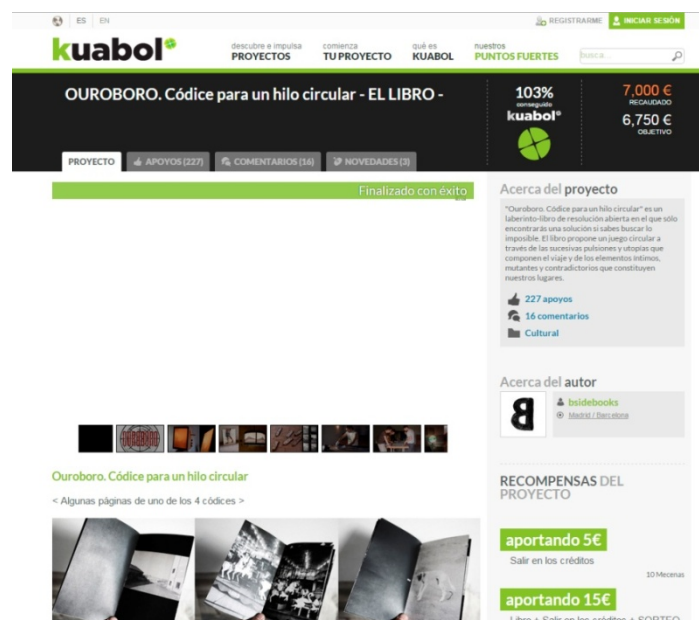 ES EN
REGISTRARME INICIAR SESIÓN
kuabol
descubre e impulsa
PROYECTOS
comienza
TU PROYECTO
qué es
KUABOL
nuestros
PUNTOS FUERTES
busca...
OUROBORO. Códice para un hilo circular - EL LIBRO -
103%
conseguido
kuabol
7,000 €
RECAUDADO
6,750 €
OBJETIVO
PROYECTO APOYOS (227) COMENTARIOS (16) NOVEDADES (3)
Finalizado con éxito
Acerca del proyecto
"Ouroboro. Códice para un hilo circular" es un
laberinto-libro de resolución abierta en el que sólo
encontrarás una solución si sabes buscar lo
imposible. El libro propone un juego circular a
través de las sucesivas pulsiones y utopías que
componen el viaje y de los elementos íntimos,
mutantes y contradictorios que constituyen
nuestros lugares.
227 apoyos
16 comentarios
Cultural
Acerca del autor
B
bsidebooks
Madrid / Barcelona
Ouroboro. Códice para un hilo circular
< Algunas páginas de uno de los 4 códices >
RECOMPENSAS DEL
PROYECTO
aportando 5€
Salir en los créditos
10 Mecenas
aportando 15€
Libro + Salir en los créditos + SORTEO